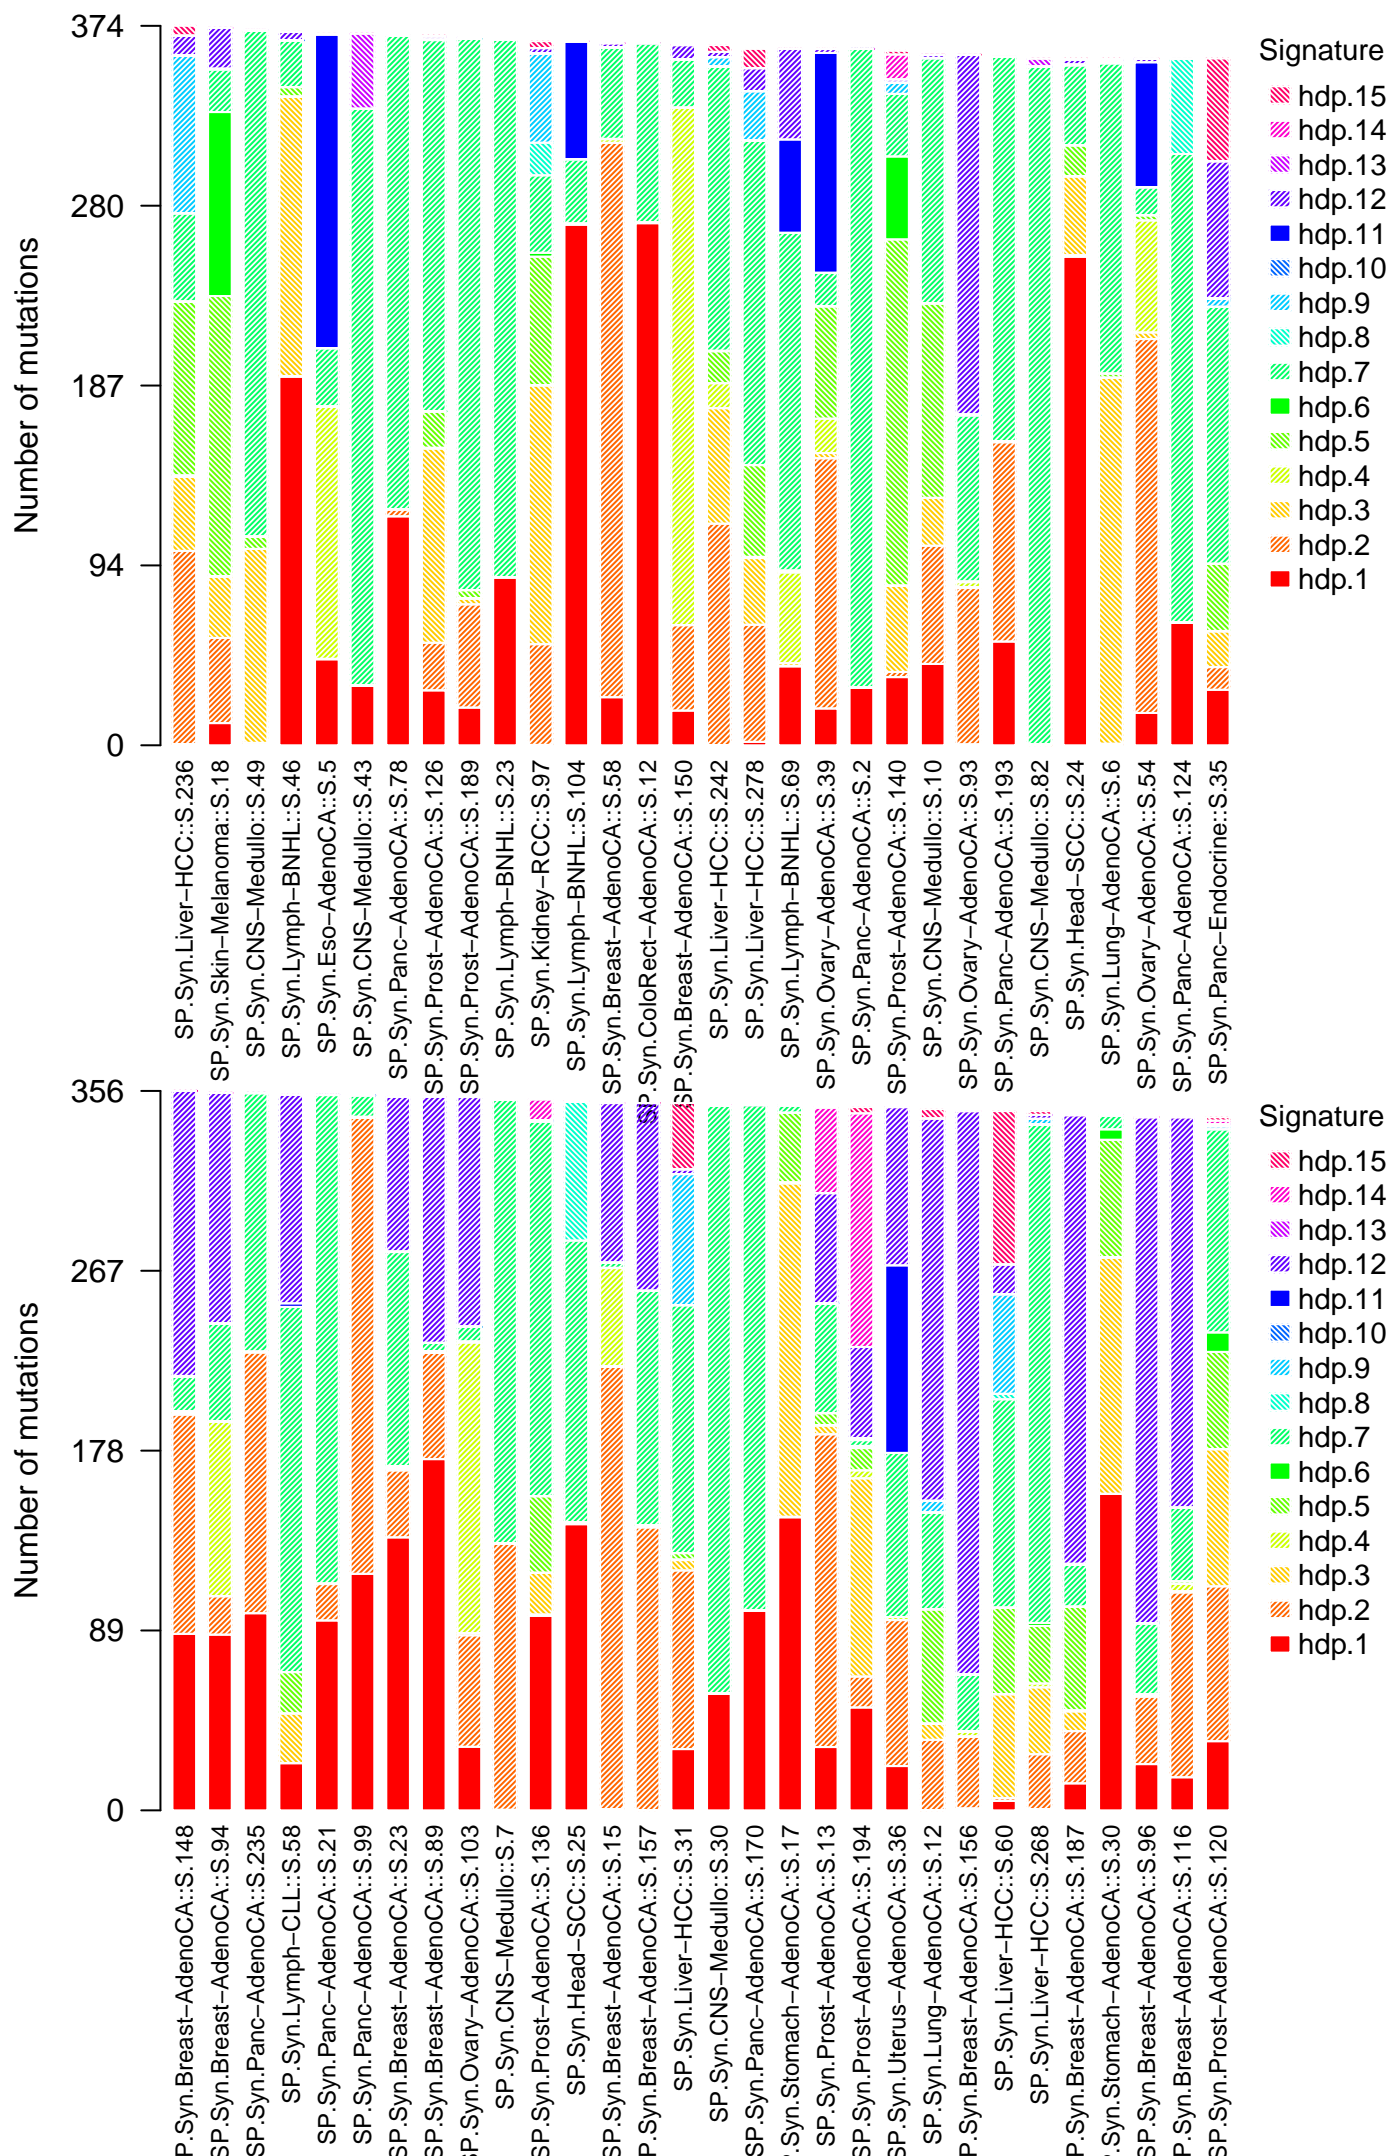 Number of mutations
374
280
187
94
0
Signature
hdp.15
hdp.14
hdp.13
hdp.12
hdp.11
hdp.10
hdp.9
hdp.8
hdp.7
hdp.6
hdp.5
hdp.4
hdp.3
hdp.2
hdp.1
SP.Syn.Liver−HCC::S.236
SP.Syn.Skin−Melanoma::S.18
SP.Syn.CNS−Medullo::S.49
SP.Syn.Lymph−BNHL::S.46
SP.Syn.Eso−AdenoCA::S.5
SP.Syn.CNS−Medullo::S.43
SP.Syn.Panc−AdenoCA::S.78
SP.Syn.Prost−AdenoCA::S.126
SP.Syn.Prost−AdenoCA::S.189
SP.Syn.Lymph−BNHL::S.23
SP.Syn.Kidney−RCC::S.97
SP.Syn.Lymph−BNHL::S.104
SP.Syn.Breast−AdenoCA::S.58
SP.Syn.ColoRect−AdenoCA::S.12
SP.Syn.Breast−AdenoCA::S.150
SP.Syn.Liver−HCC::S.242
SP.Syn.Liver−HCC::S.278
SP.Syn.Lymph−BNHL::S.69
SP.Syn.Ovary−AdenoCA::S.39
SP.Syn.Panc−AdenoCA::S.2
SP.Syn.Prost−AdenoCA::S.140
SP.Syn.CNS−Medullo::S.10
SP.Syn.Ovary−AdenoCA::S.93
SP.Syn.Panc−AdenoCA::S.193
SP.Syn.CNS−Medullo::S.82
SP.Syn.Head−SCC::S.24
SP.Syn.Lung−AdenoCA::S.6
SP.Syn.Ovary−AdenoCA::S.54
SP.Syn.Panc−AdenoCA::S.124
SP.Syn.Panc−Endocrine::S.35
Number of mutations
356
267
178
89
0
Signature
hdp.15
hdp.14
hdp.13
hdp.12
hdp.11
hdp.10
hdp.9
hdp.8
hdp.7
hdp.6
hdp.5
hdp.4
hdp.3
hdp.2
hdp.1
SP.Syn.Breast−AdenoCA::S.148
SP.Syn.Breast−AdenoCA::S.94
SP.Syn.Panc−AdenoCA::S.235
SP.Syn.Lymph−CLL::S.58
SP.Syn.Panc−AdenoCA::S.21
SP.Syn.Panc−AdenoCA::S.99
SP.Syn.Breast−AdenoCA::S.23
SP.Syn.Breast−AdenoCA::S.89
SP.Syn.Ovary−AdenoCA::S.103
SP.Syn.CNS−Medullo::S.7
SP.Syn.Prost−AdenoCA::S.136
SP.Syn.Head−SCC::S.25
SP.Syn.Breast−AdenoCA::S.15
SP.Syn.Breast−AdenoCA::S.157
SP.Syn.Liver−HCC::S.31
SP.Syn.CNS−Medullo::S.30
SP.Syn.Panc−AdenoCA::S.170
P.Syn.Stomach−AdenoCA::S.17
SP.Syn.Prost−AdenoCA::S.13
SP.Syn.Prost−AdenoCA::S.194
SP.Syn.Uterus−AdenoCA::S.36
SP.Syn.Lung−AdenoCA::S.12
SP.Syn.Breast−AdenoCA::S.156
SP.Syn.Liver−HCC::S.60
SP.Syn.Liver−HCC::S.268
SP.Syn.Breast−AdenoCA::S.187
SP.Syn.Stomach−AdenoCA::S.30
SP.Syn.Breast−AdenoCA::S.96
SP.Syn.Breast−AdenoCA::S.116
SP.Syn.Prost−AdenoCA::S.120